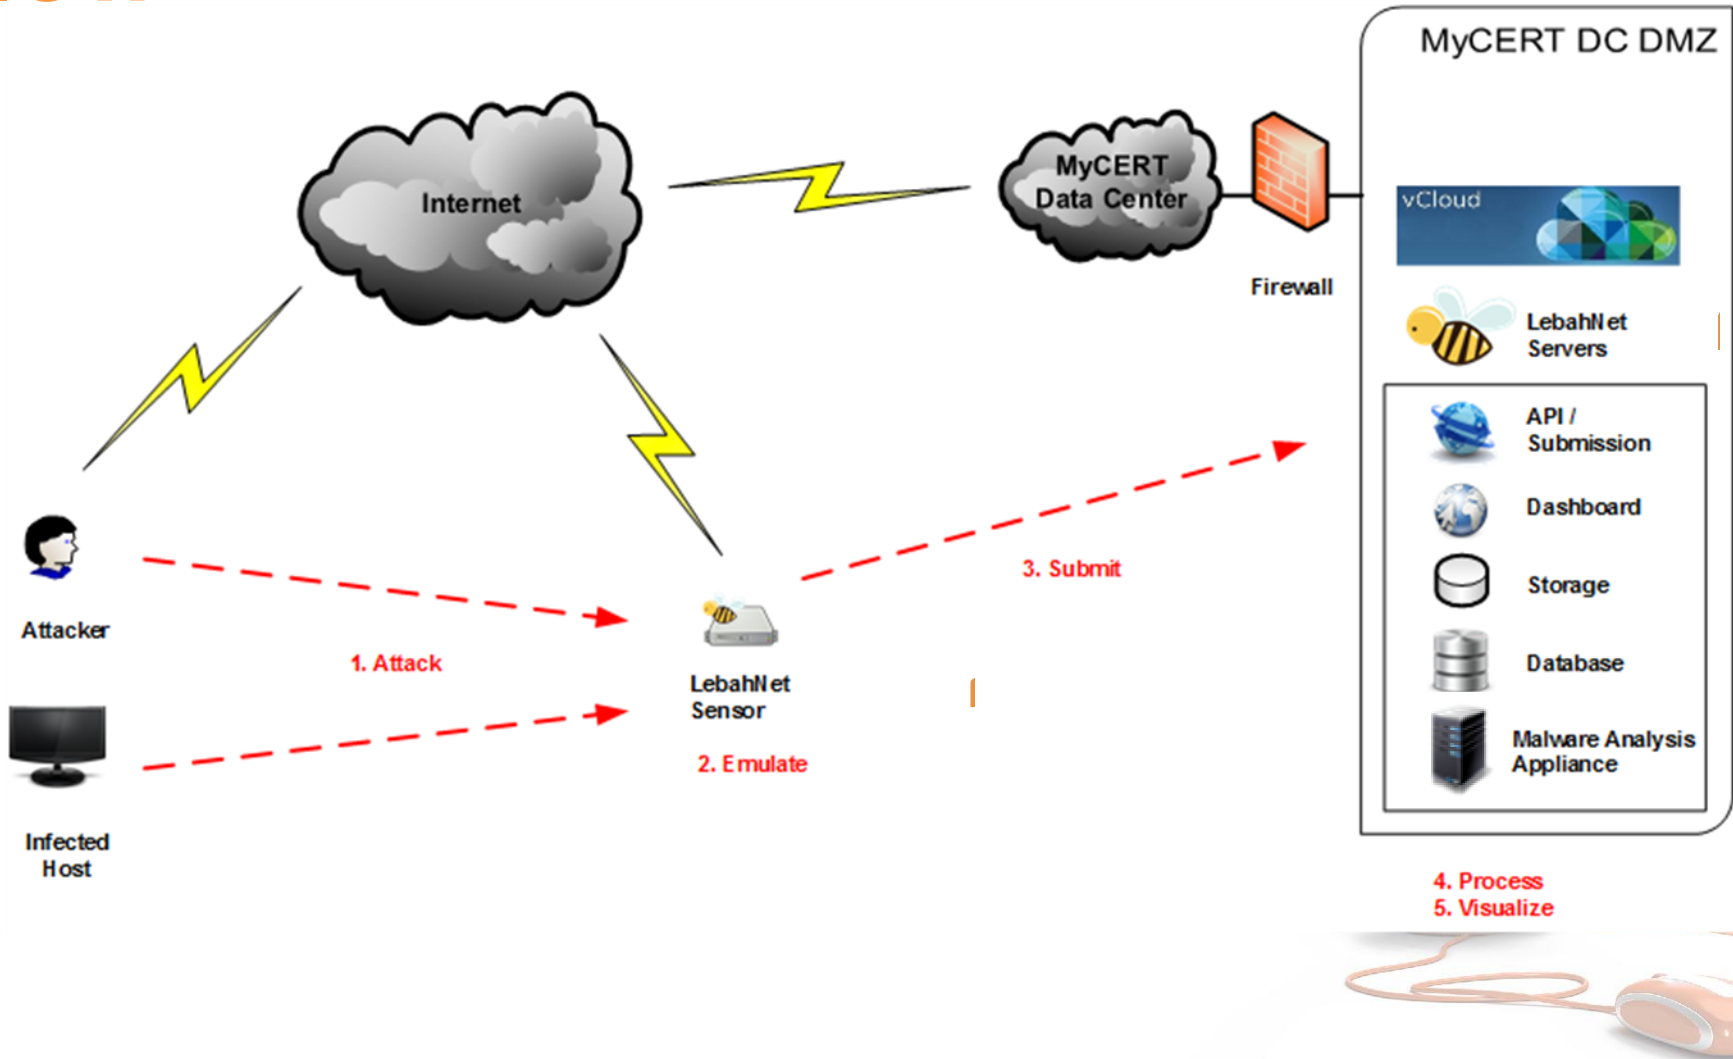 MyCERT DC DMZ
Internet
MyCERT
Data Center
Firewall
vCloud
LebahNet
Servers
API /
Submission
Dashboard
Storage
Database
Malware Analysis
Appliance
3. Submit
Attacker
1. Attack
LebahNet
Sensor
2. Emulate
Infected
Host
4. Process
5. Visualize